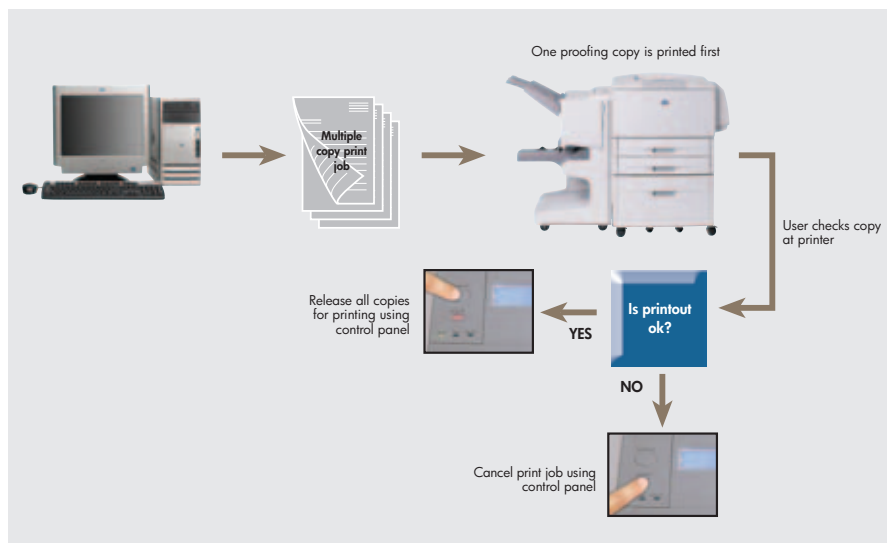 One proofing copy is printed first
Multiple
copy print
job
User checks copy
at printer
Is printout
ok?
YES
Release all copies
for printing using
control panel
NO
Cancel print job using
control panel